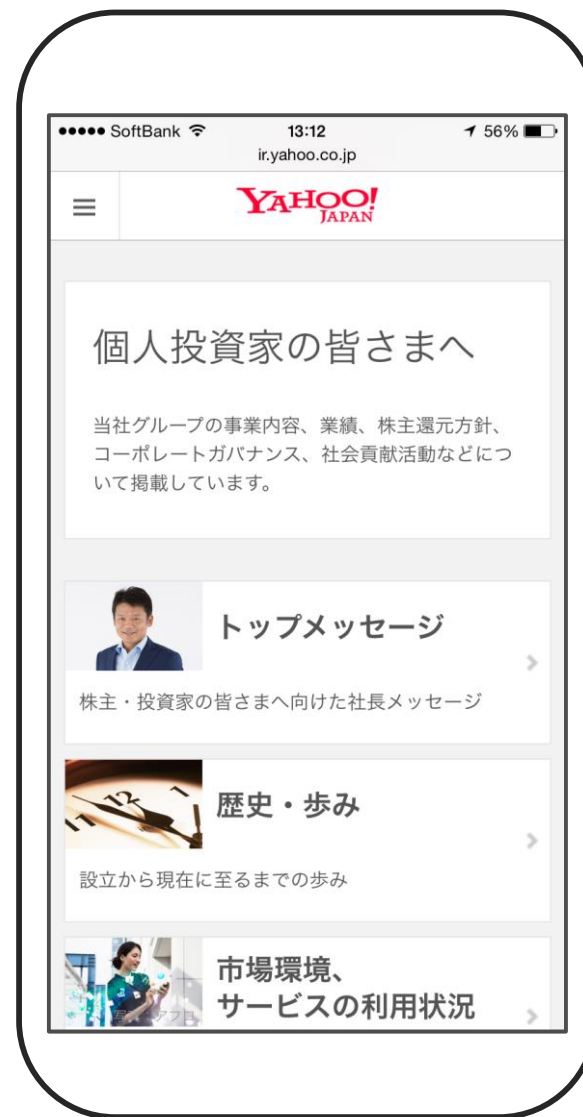 ●●●●● SoftBank 13:12 56%
ir.yahoo.co.jp
YAHOO!
JAPAN
個人投資家の皆さまへ
当社グループの事業内容、業績、株主還元方針、
コーポレートガバナンス、社会貢献活動などにつ
いて掲載しています。
トップメッセージ
株主・投資家の皆さまへ向けた社長メッセージ
12 1
11
歴史・歩み
設立から現在に至るまでの歩み
市場環境、
サービスの利用状況